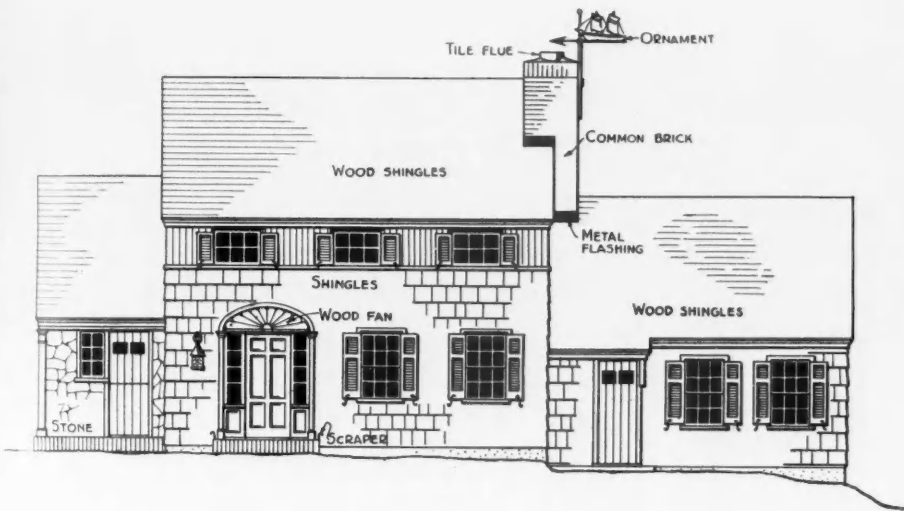 ORNAMENT
TILE FLUE
COMMON BRICK
WOOD SHINGLES
METAL
FLASHING
SHINGLES
WOOD FAN
WOOD SHINGLES
STONE
SCRAPER